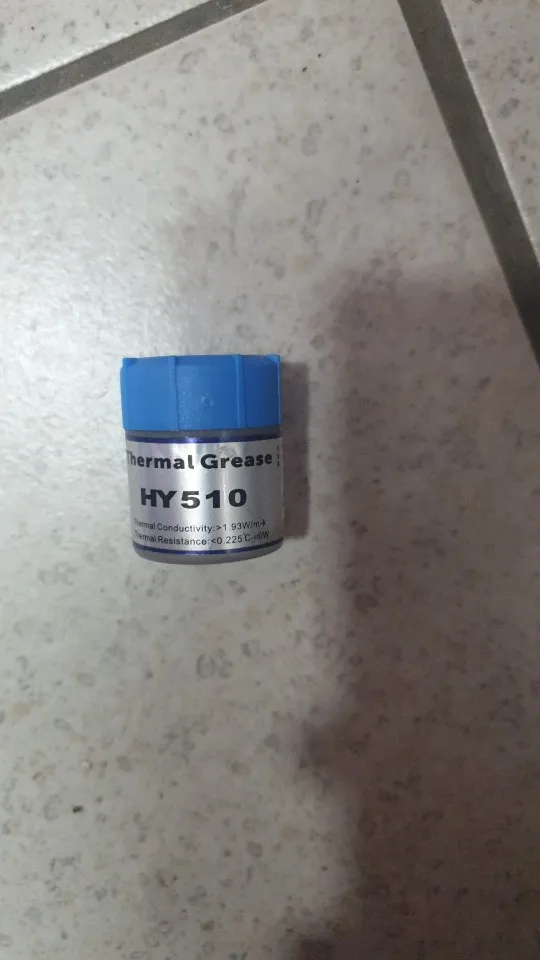 Thermal Grease
HY510
Thermal Conductivity:>1.93W/m-k
Thermal Resistance:<0.225℃-in²/W